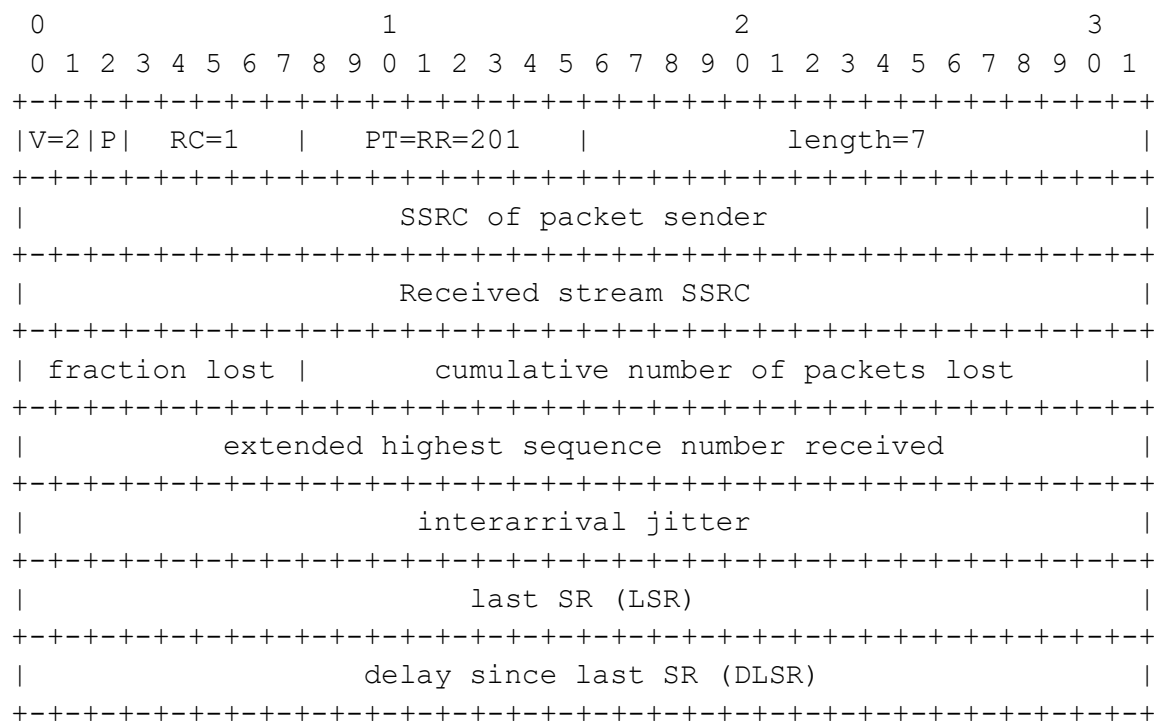 0                   1                   2                   3
 0 1 2 3 4 5 6 7 8 9 0 1 2 3 4 5 6 7 8 9 0 1 2 3 4 5 6 7 8 9 0 1
+-+-+-+-+-+-+-+-+-+-+-+-+-+-+-+-+-+-+-+-+-+-+-+-+-+-+-+-+-+-+-+-+
|V=2|P|  RC=1   |   PT=RR=201   |           length=7            |
+-+-+-+-+-+-+-+-+-+-+-+-+-+-+-+-+-+-+-+-+-+-+-+-+-+-+-+-+-+-+-+-+
|                     SSRC of packet sender                     |
+-+-+-+-+-+-+-+-+-+-+-+-+-+-+-+-+-+-+-+-+-+-+-+-+-+-+-+-+-+-+-+-+
|                     Received stream SSRC                      |
+-+-+-+-+-+-+-+-+-+-+-+-+-+-+-+-+-+-+-+-+-+-+-+-+-+-+-+-+-+-+-+-+
| fraction lost |       cumulative number of packets lost       |
+-+-+-+-+-+-+-+-+-+-+-+-+-+-+-+-+-+-+-+-+-+-+-+-+-+-+-+-+-+-+-+-+
|           extended highest sequence number received           |
+-+-+-+-+-+-+-+-+-+-+-+-+-+-+-+-+-+-+-+-+-+-+-+-+-+-+-+-+-+-+-+-+
|                      interarrival jitter                      |
+-+-+-+-+-+-+-+-+-+-+-+-+-+-+-+-+-+-+-+-+-+-+-+-+-+-+-+-+-+-+-+-+
|                         last SR (LSR)                         |
+-+-+-+-+-+-+-+-+-+-+-+-+-+-+-+-+-+-+-+-+-+-+-+-+-+-+-+-+-+-+-+-+
|                   delay since last SR (DLSR)                  |
+-+-+-+-+-+-+-+-+-+-+-+-+-+-+-+-+-+-+-+-+-+-+-+-+-+-+-+-+-+-+-+-+